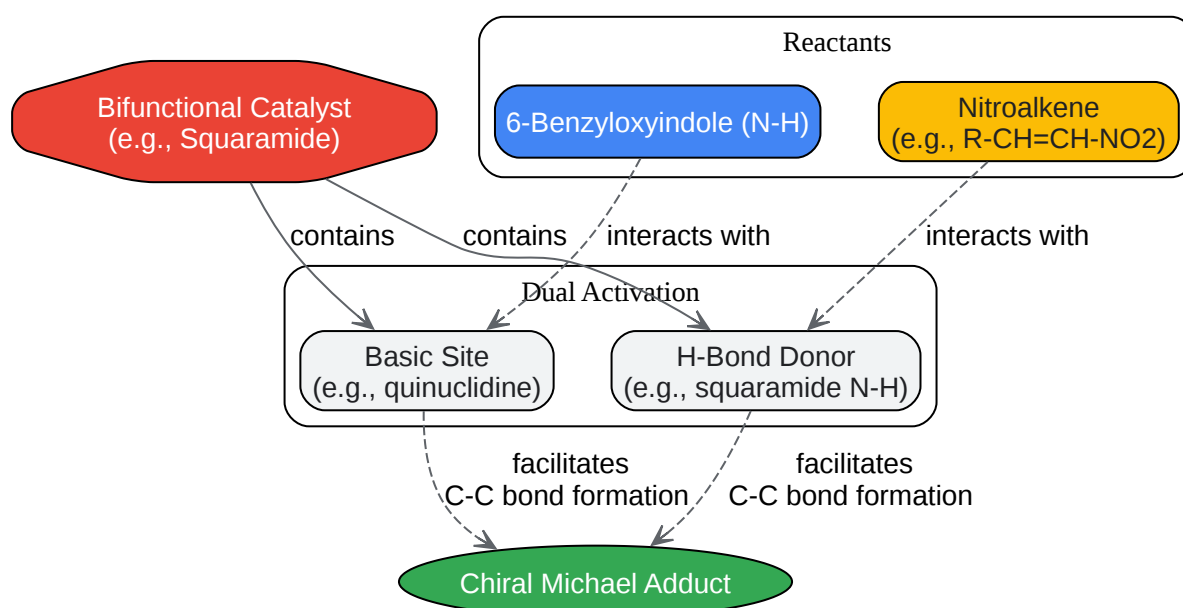 Reactants
Bifunctional Catalyst
(e.g., Squaramide)
6-Benzyloxyindole (N-H)
Nitroalkene
(e.g., R-CH=CH-NO2)
contains
contains
interacts with
interacts with
Dual Activation
Basic Site
(e.g., quinuclidine)
H-Bond Donor
(e.g., squaramide N-H)
facilitates
C-C bond formation
facilitates
C-C bond formation
Chiral Michael Adduct